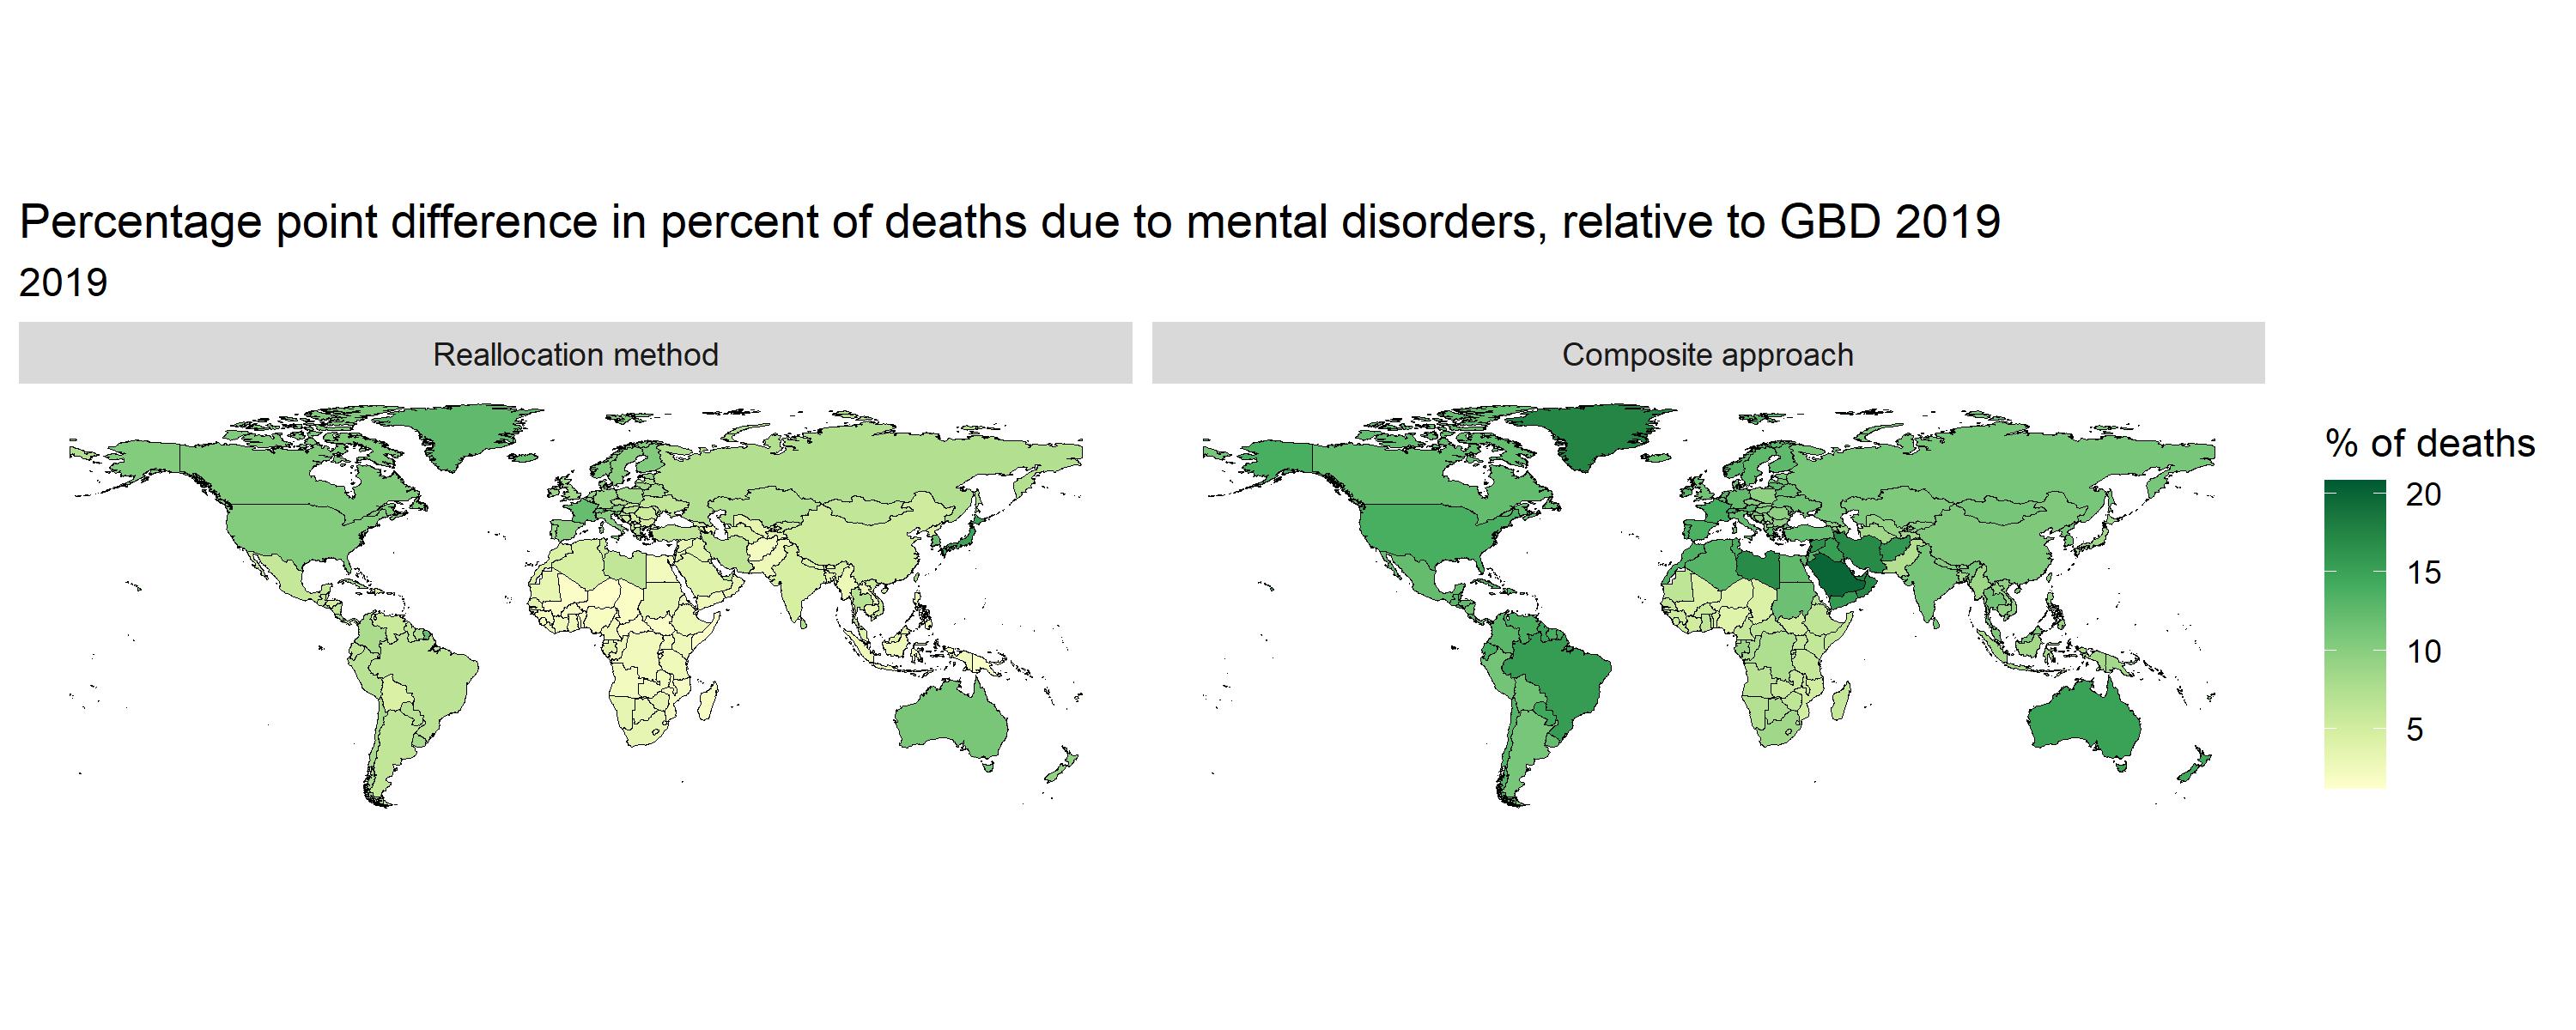 Percentage point difference in percent of deaths due to mental disorders, relative to GBD 2019
2019
Reallocation method
Composite approach
% of deaths
20
15
10
5